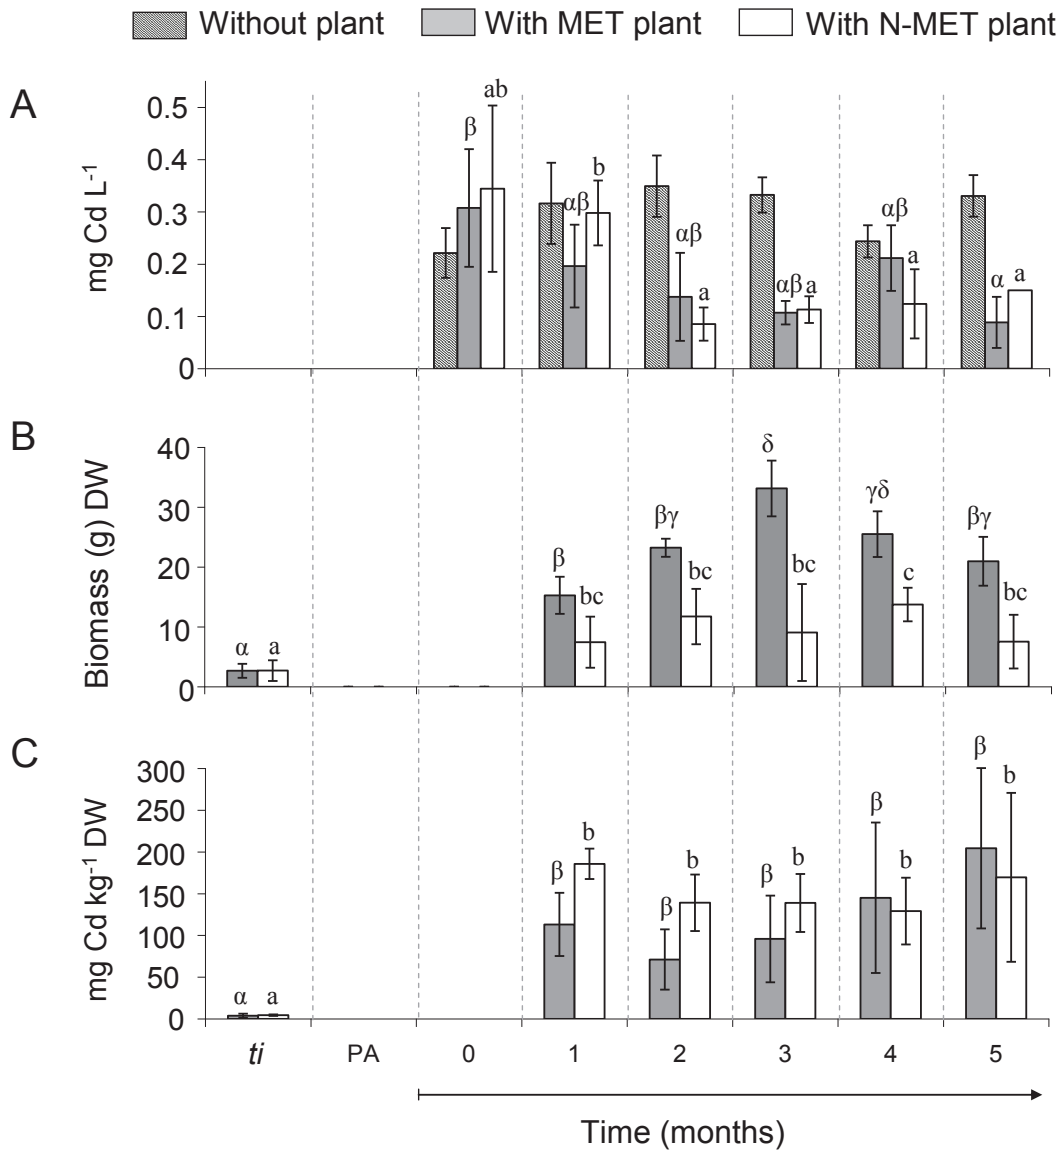 Without plant With MET plant With N-MET plant
A
mg Cd L-1
0.5
0.4
0.3
0.2
0.1
0
β ab
αβ b
αβ a
αβ a
αβ a
α a
B
Biomass (g) DW
40
30
20
10
0
α a
β bc
βγ bc
δ bc
γδ c
βγ bc
C
mg Cd kg-1 DW
300
250
200
150
100
50
0
α a
β b
β b
β b
β b
β b
ti PA 0 1 2 3 4 5
Time (months)